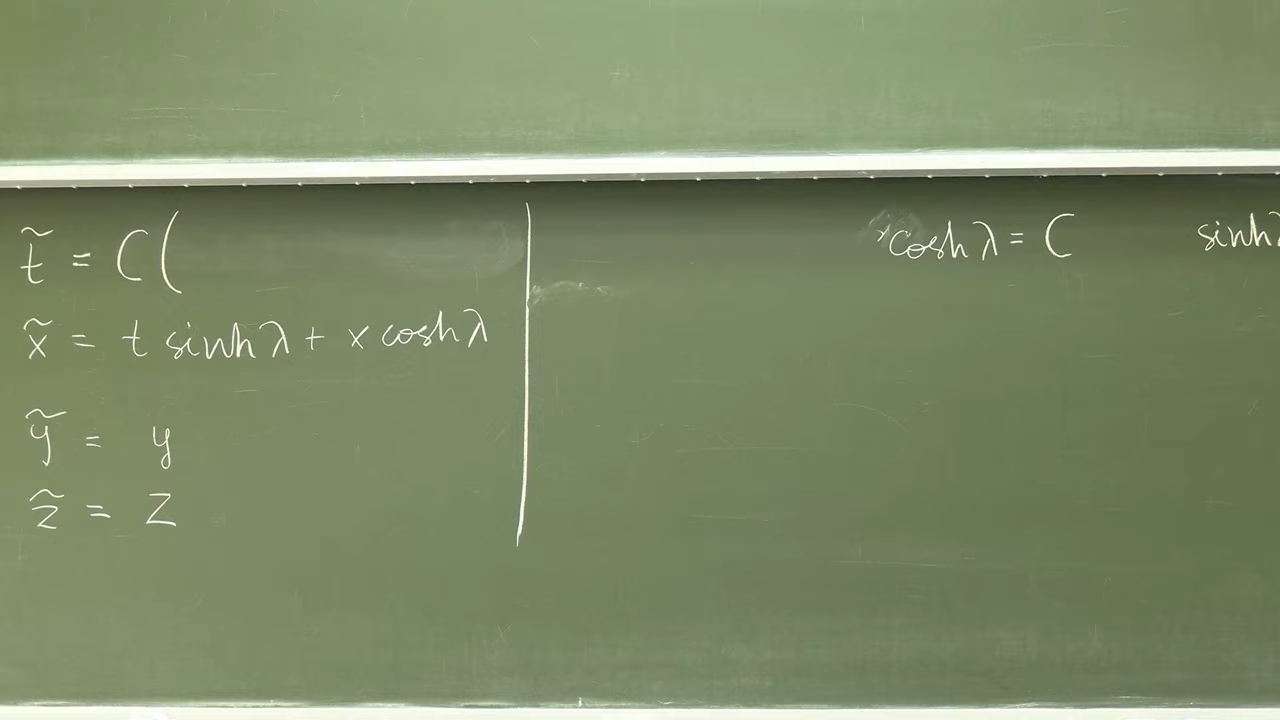 t̃ = C(
x̃ = t sinh λ + x cosh λ
ỹ = y
z̃ = z
cosh λ = C sinh λ